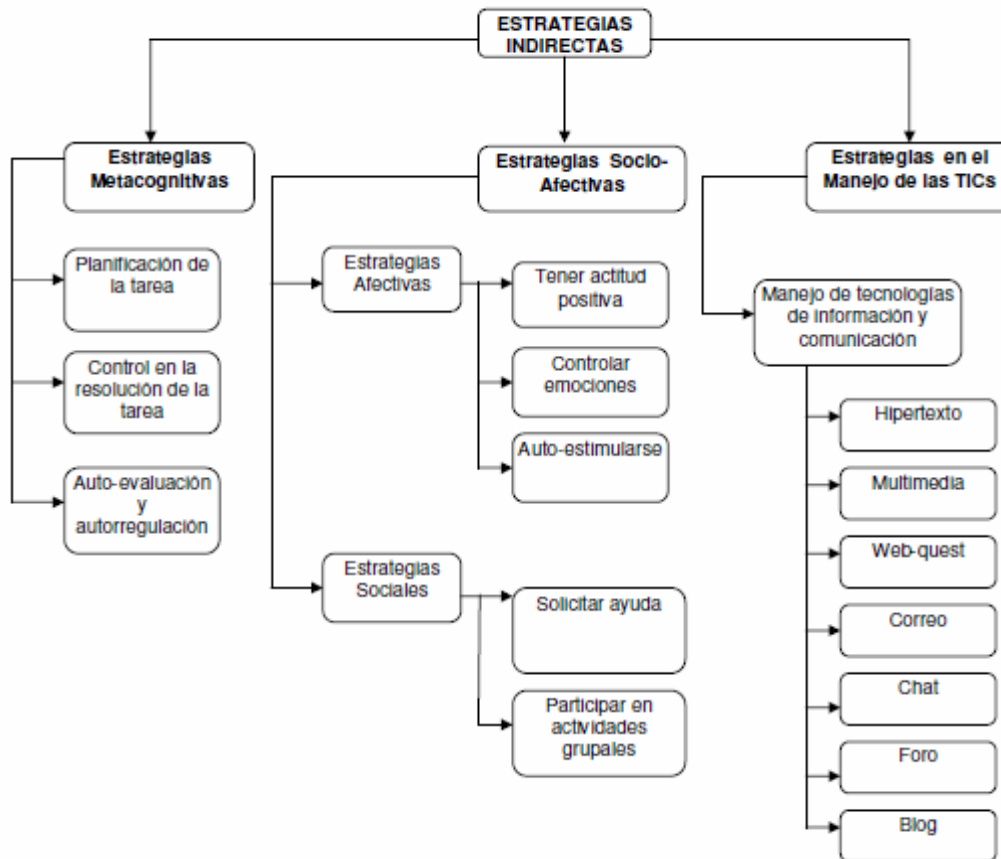 ESTRATEGIAS
INDIRECTAS
Estrategias
Metacognitivas
Planificación de
la tarea
Control en la
resolución de la
tarea
Auto-evaluación
y
autorregulación
Estrategias Socio-
Afectivas
Estrategias
Afectivas
Tener actitud
positiva
Controlar
emociones
Auto-estimularse
Estrategias
Sociales
Solicitar ayuda
Participar en
actividades
grupales
Estrategias en el
Manejo de las TICs
Manejo de tecnologías
de información y
comunicación
Hipertexto
Multimedia
Web-quest
Correo
Chat
Foro
Blog